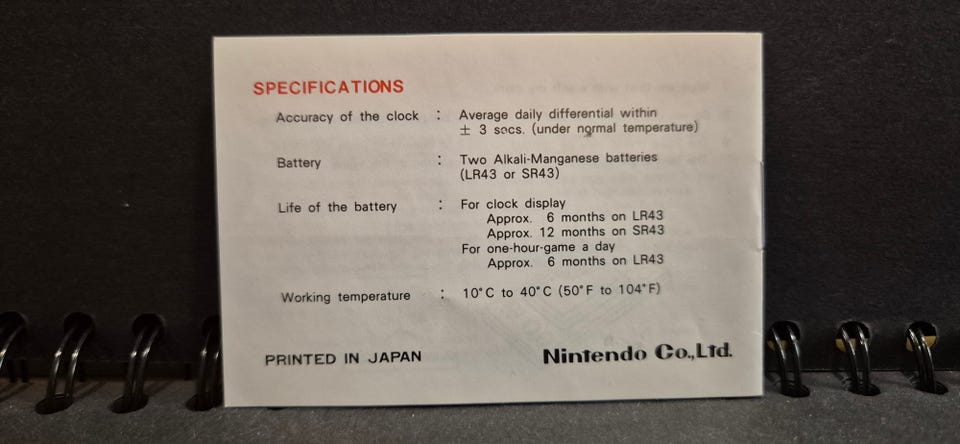 SPECIFICATIONS
Accuracy of the clock : Average daily differential within
± 3 socs. (under normal temperature)
Battery : Two Alkali-Manganese batteries
(LR43 or SR43)
Life of the battery : For clock display
Approx. 6 months on LR43
Approx. 12 months on SR43
For one-hour-game a day
Approx. 6 months on LR43
Working temperature : 10°C to 40°C (50°F to 104°F)
PRINTED IN JAPAN Nintendo Co.,Ltd.